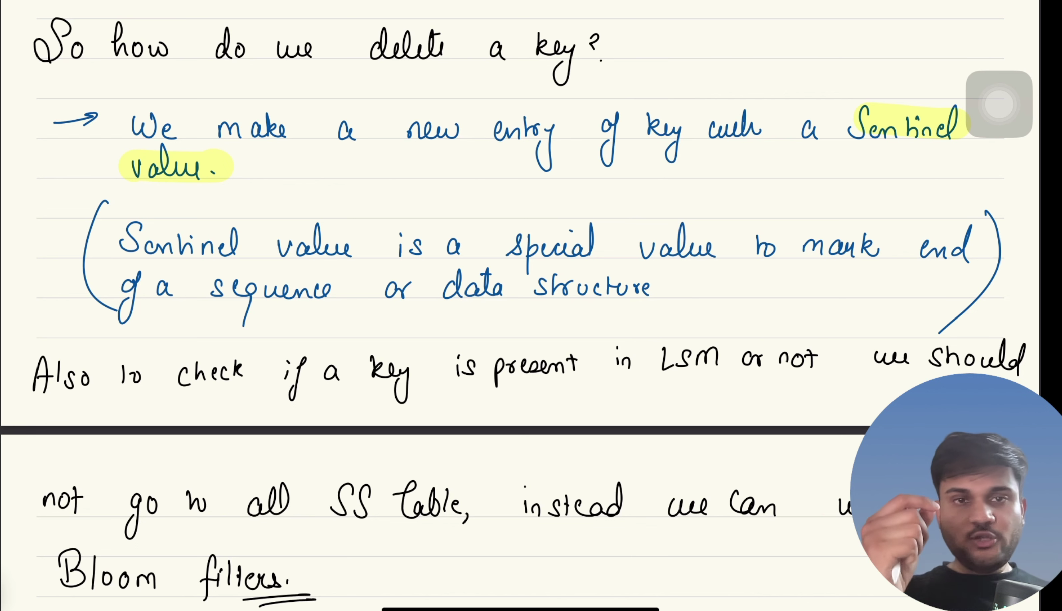 So how do we delete a key?
→ We make a new entry of key with a Sentinel
value.
(Sentinel value is a special value to mark end
of a sequence or data structure)
Also to check if a key is present in LSM or not we should
not go to all SS Table, instead we can
Bloom filters.